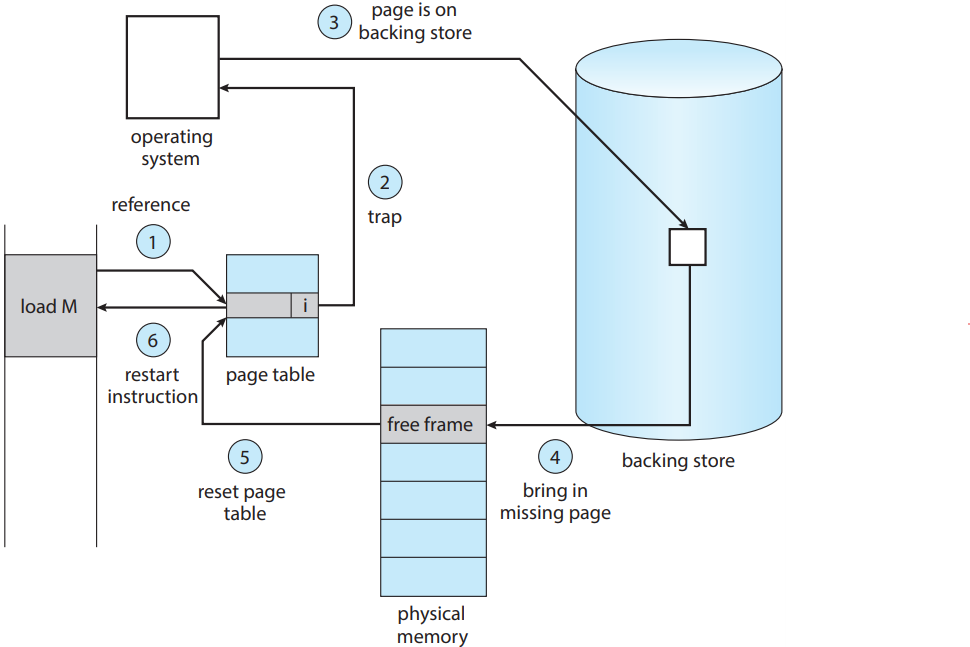 3
page is on
backing store
operating
system
2
trap
reference
1
load M
i
6
restart
instruction
page table
free frame
5
reset page
table
4
bring in
missing page
backing store
physical
memory